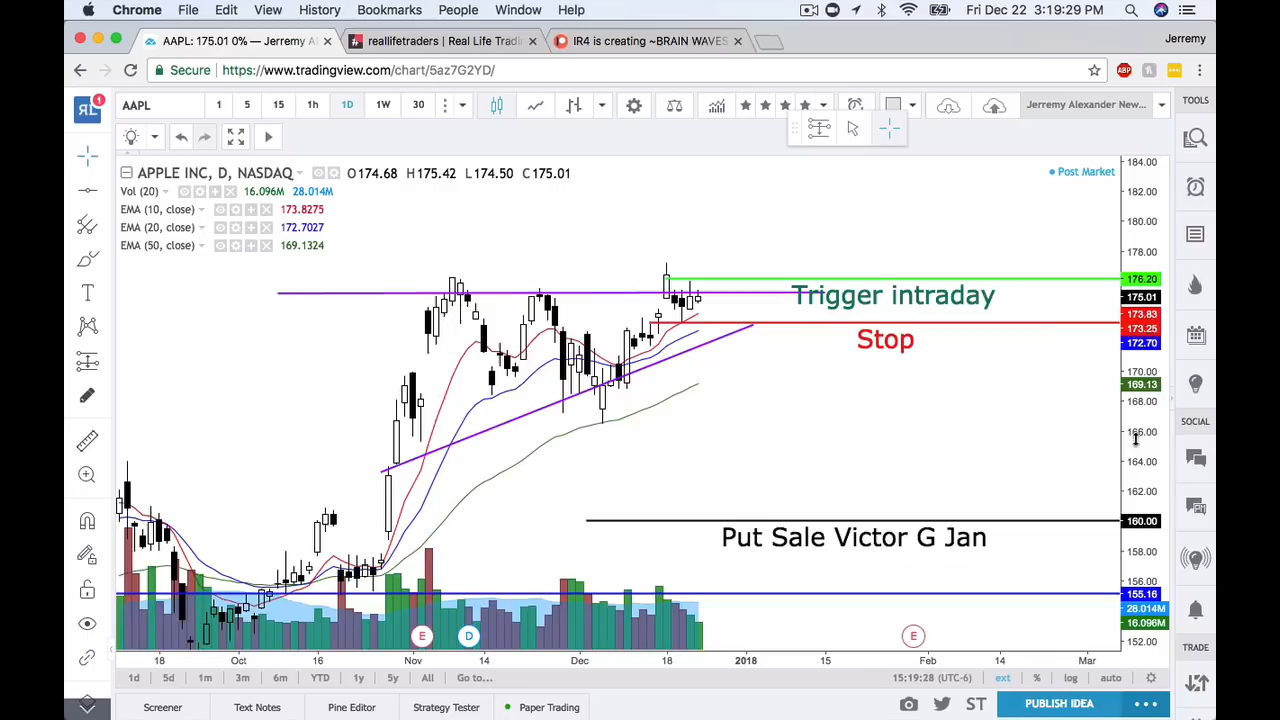 Chrome File Edit View History Bookmarks People Window Help Fri Dec 22 3:19:29 PM
AAPL: 175.01 0% — Jerremy A reallifetraders | Real Life Tradi IR4 is creating ~BRAIN WAVES Jerremy
Secure https://www.tradingview.com/chart/5az7G2YD/ ABP
RL 1 AAPL 1 5 15 1h 1D 1W 30 Jerremy Alexander New... TOOLS
APPLE INC, D, NASDAQ O174.68 H175.42 L174.50 C175.01 Post Market
Vol (20) 16.096M 28.014M
EMA (10, close) 173.8275
EMA (20, close) 172.7027
EMA (50, close) 169.1324
184.00
182.00
180.00
178.00
176.20
Trigger intraday 175.01
173.83
173.25
Stop 172.70
170.00
169.13
168.00
SOCIAL
166.00
164.00
162.00
160.00
Put Sale Victor G Jan
158.00
156.00
155.16
28.014M
16.096M
E D E
152.00
TRADE
18 Oct 16 Nov 14 Dec 18 2018 15 Feb 14 Mar
1d 5d 1m 3m 6m YTD 1y 5y All Go to... 15:19:28 (UTC-6) ext % log auto
Screener Text Notes Pine Editor Strategy Tester Paper Trading ST PUBLISH IDEA